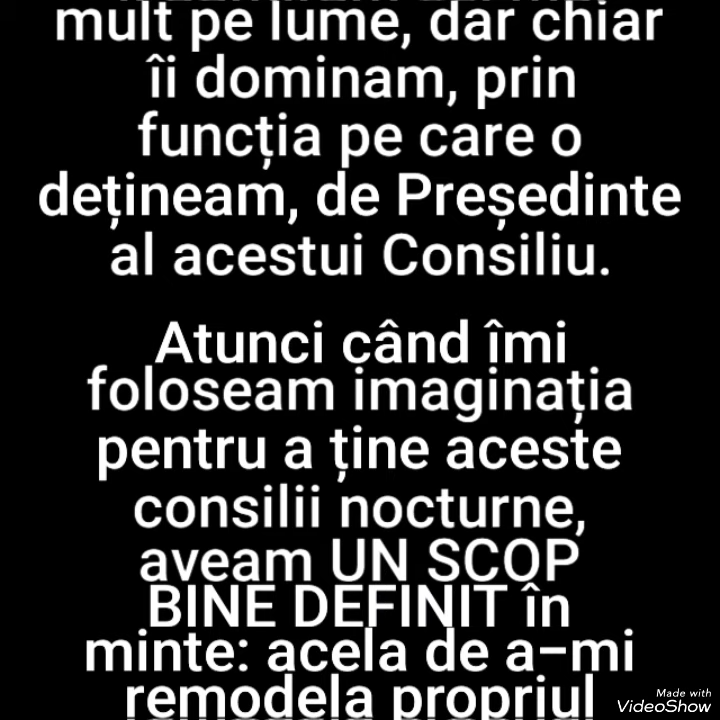 mult pe lume, dar chiar
îi dominam, prin
funcția pe care o
dețineam, de Președinte
al acestui Consiliu.
Atunci când îmi
foloseam imaginația
pentru a ține aceste
consilii nocturne,
aveam UN SCOP
BINE DEFINIT în
minte: acela de a-mi
remodela propriul
Made with
VideoShow